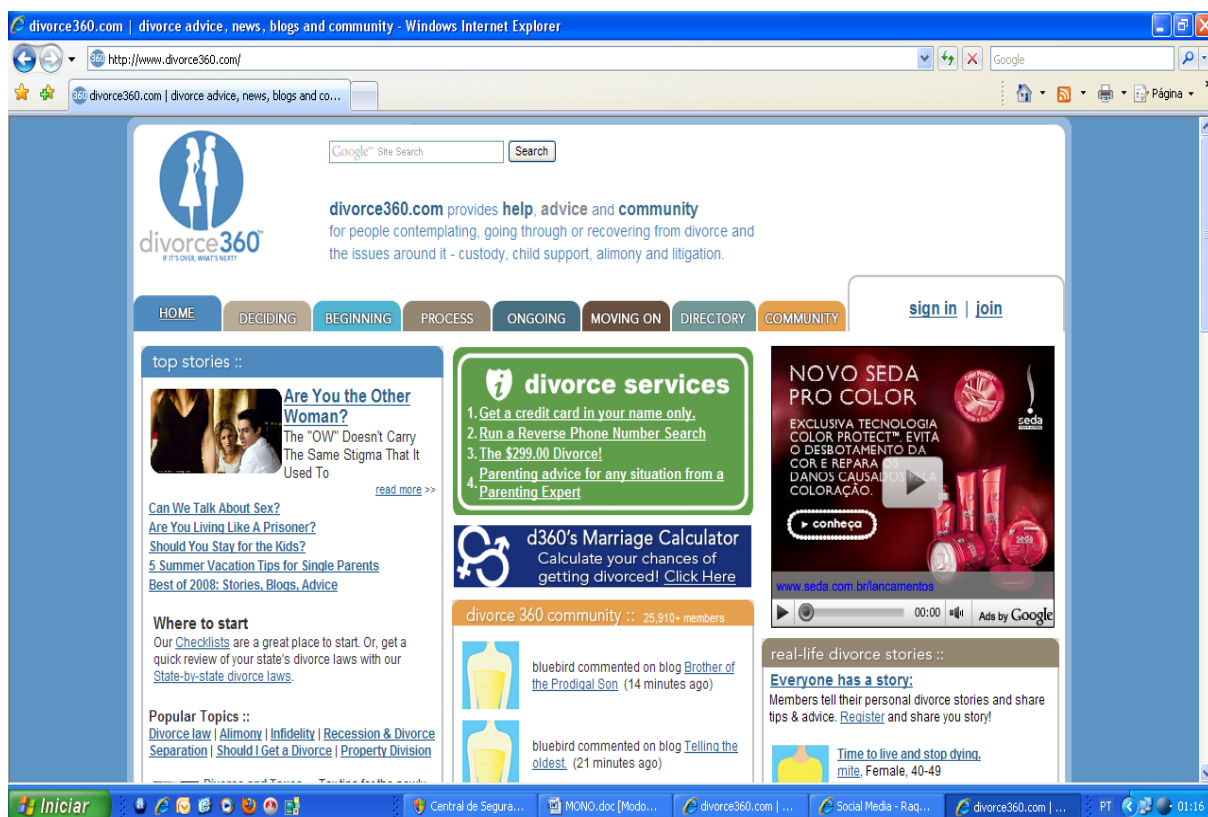 divorce360.com | divorce advice, news, blogs and community - Windows Internet Explorer
http://www.divorce360.com/
Google
divorce360.com | divorce advice, news, blogs and co...
Página
Google™ Site Search
Search
divorce360™
IF IT'S OVER, WHAT'S NEXT?
divorce360.com provides help, advice and community
for people contemplating, going through or recovering from divorce and
the issues around it - custody, child support, alimony and litigation.
HOME
DECIDING
BEGINNING
PROCESS
ONGOING
MOVING ON
DIRECTORY
COMMUNITY
sign in | join
top stories ::
Are You the Other
Woman?
The "OW" Doesn't Carry
The Same Stigma That It
Used To
read more >>
Can We Talk About Sex?
Are You Living Like A Prisoner?
Should You Stay for the Kids?
5 Summer Vacation Tips for Single Parents
Best of 2008: Stories, Blogs, Advice
Where to start
Our Checklists are a great place to start. Or, get a
quick review of your state's divorce laws with our
State-by-state divorce laws.
Popular Topics ::
Divorce law | Alimony | Infidelity | Recession & Divorce
Separation | Should I Get a Divorce | Property Division
divorce services
1. Get a credit card in your name only.
2. Run a Reverse Phone Number Search
3. The $299.00 Divorce!
4. Parenting advice for any situation from a
Parenting Expert
d360's Marriage Calculator
Calculate your chances of
getting divorced! Click Here
divorce 360 community :: 25,910+ members
bluebird commented on blog Brother of
the Prodigal Son (14 minutes ago)
bluebird commented on blog Telling the
oldest. (21 minutes ago)
NOVO SEDA
PRO COLOR
EXCLUSIVA TECNOLOGIA
COLOR PROTECT™. EVITA
O DESBOTAMENTO DA
COR E REPARA OS
DANOS CAUSADOS PELA
COLORAÇÃO.
conheça
seda
www.seda.com.br/lancamentos
00:00
Ads by Google
real-life divorce stories ::
Everyone has a story:
Members tell their personal divorce stories and share
tips & advice. Register and share you story!
Time to live and stop dying.
mite, Female, 40-49
Iniciar
Central de Segura...
MONO.doc [Modo...
divorce360.com | ...
Social Media - Raq...
divorce360.com | ...
PT
01:16